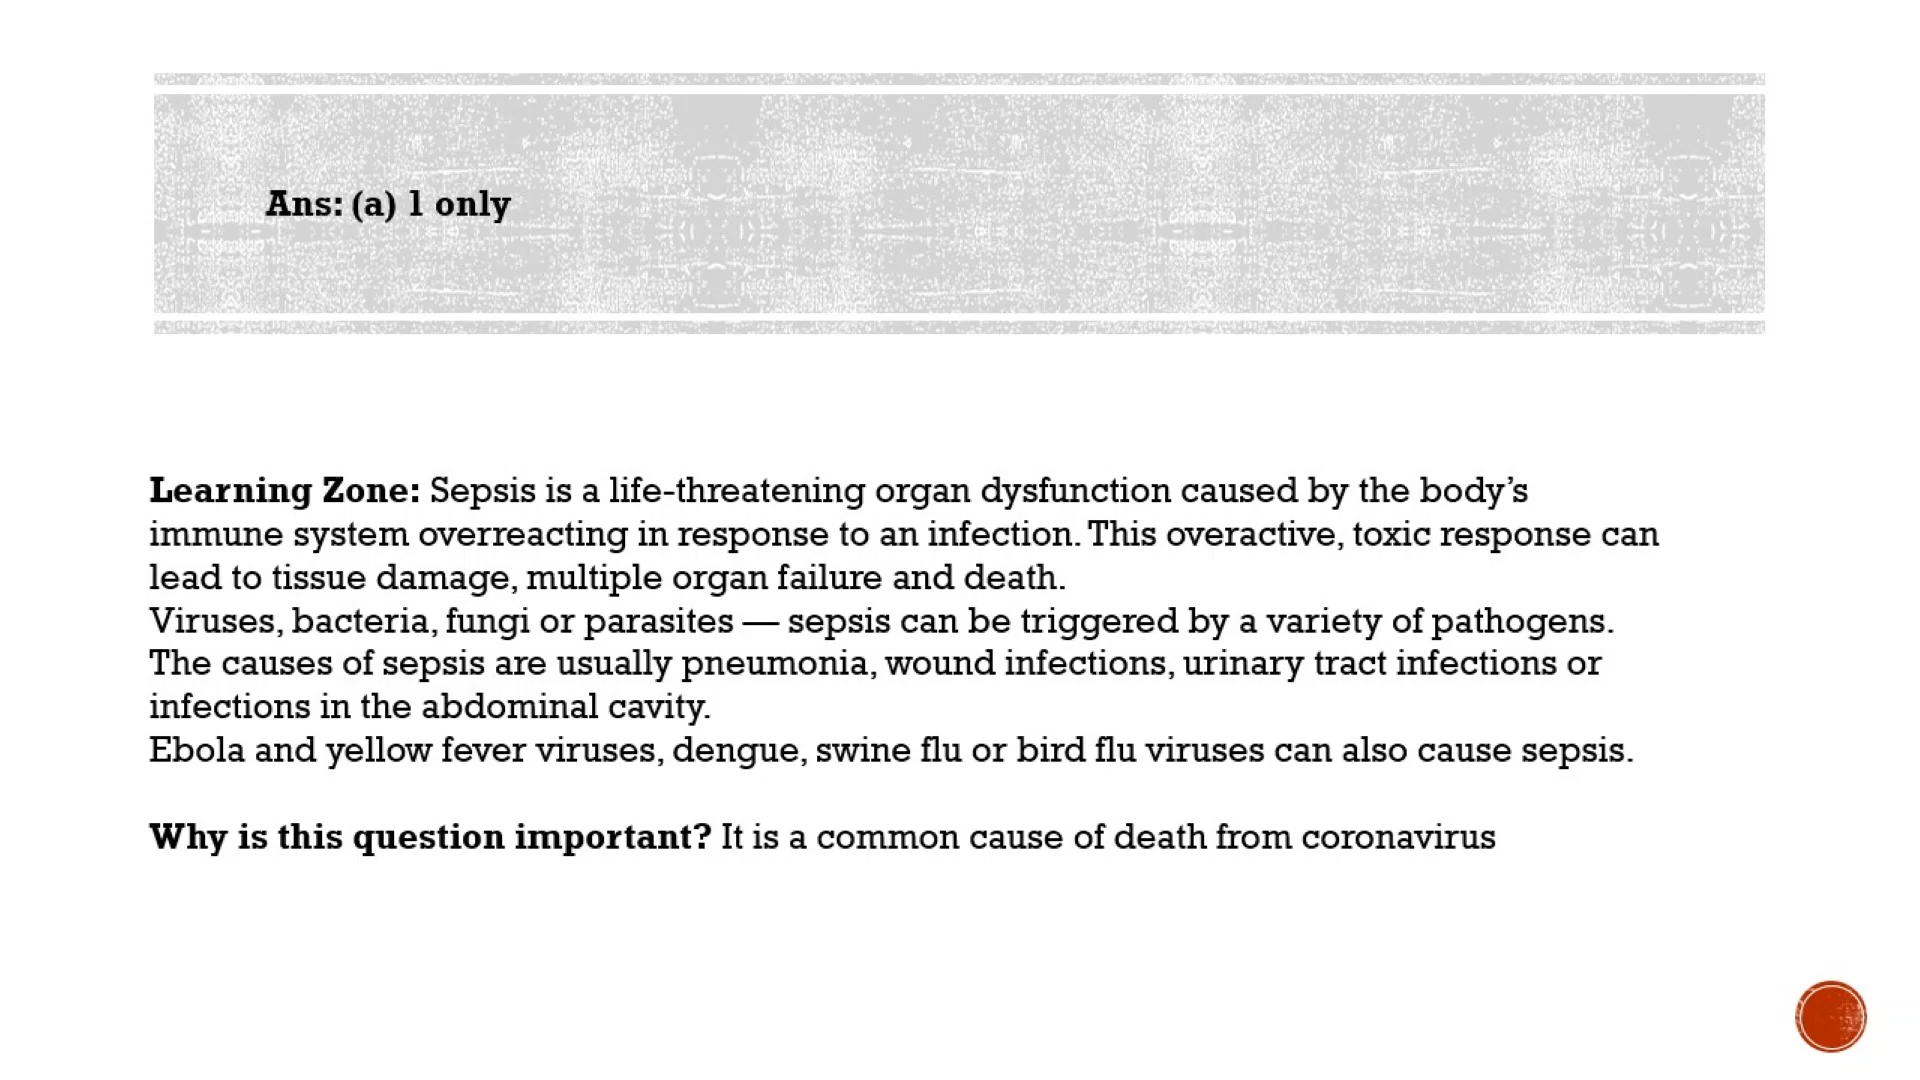 Ans: (a) 1 only
Learning Zone: Sepsis is a life-threatening organ dysfunction caused by the body’s
immune system overreacting in response to an infection. This overactive, toxic response can
lead to tissue damage, multiple organ failure and death.
Viruses, bacteria, fungi or parasites — sepsis can be triggered by a variety of pathogens.
The causes of sepsis are usually pneumonia, wound infections, urinary tract infections or
infections in the abdominal cavity.
Ebola and yellow fever viruses, dengue, swine flu or bird flu viruses can also cause sepsis.
Why is this question important? It is a common cause of death from coronavirus